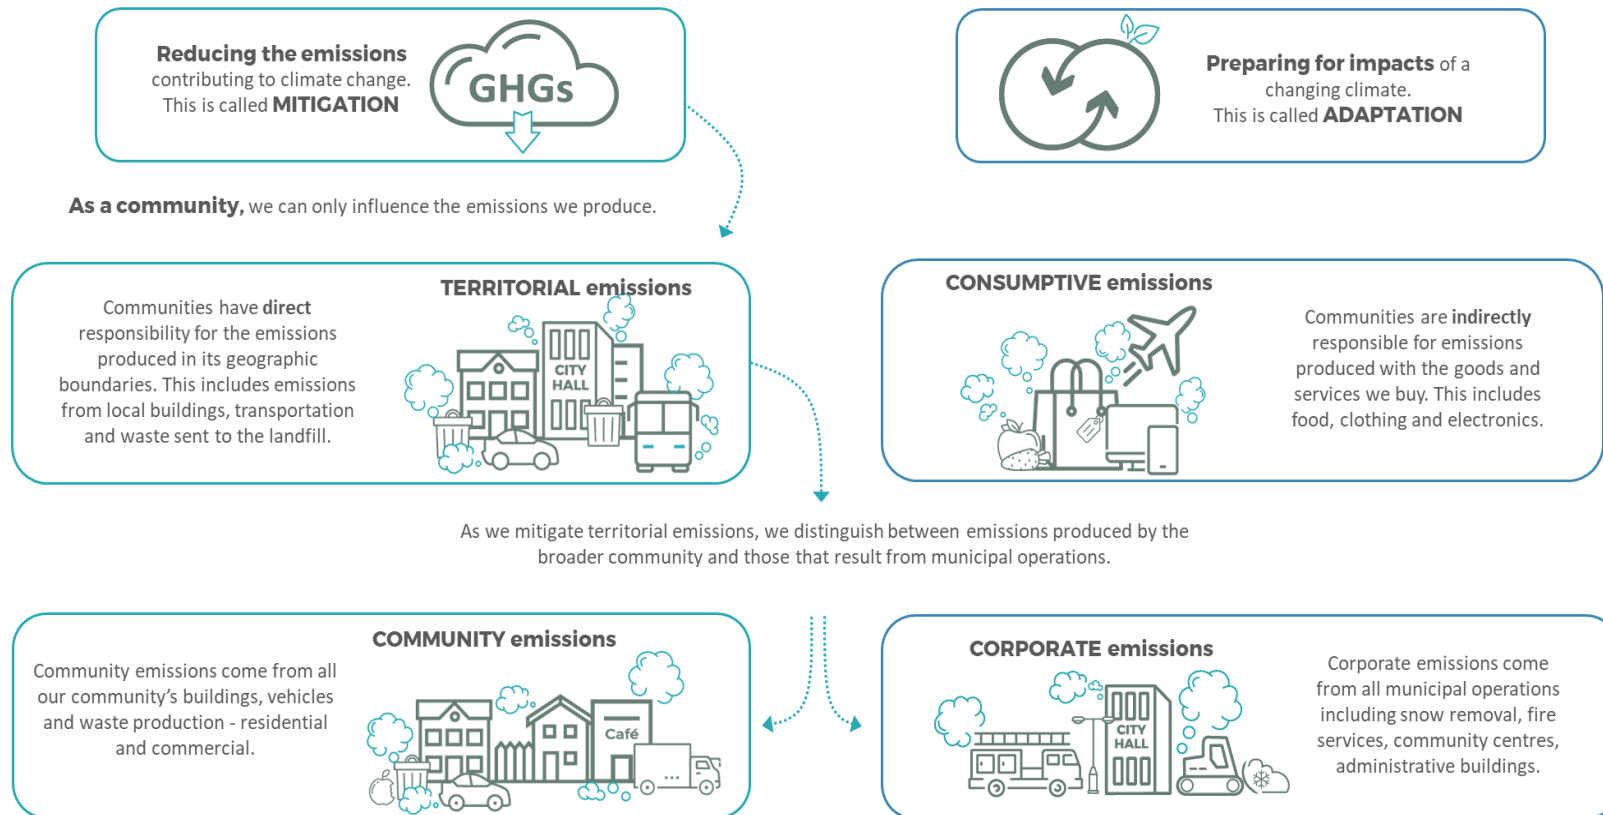 Reducing the emissions
contributing to climate change.
This is called MITIGATION
GHGs
Preparing for impacts of a
changing climate.
This is called ADAPTATION
As a community, we can only influence the emissions we produce.
TERRITORIAL emissions
Communities have direct
responsibility for the emissions
produced in its geographic
boundaries. This includes emissions
from local buildings, transportation
and waste sent to the landfill.
CITY
HALL
CONSUMPTIVE emissions
Communities are indirectly
responsible for emissions
produced with the goods and
services we buy. This includes
food, clothing and electronics.
As we mitigate territorial emissions, we distinguish between emissions produced by the
broader community and those that result from municipal operations.
COMMUNITY emissions
Community emissions come from all
our community's buildings, vehicles
and waste production - residential
and commercial.
Café
CORPORATE emissions
CITY
HALL
Corporate emissions come
from all municipal operations
including snow removal, fire
services, community centres,
administrative buildings.